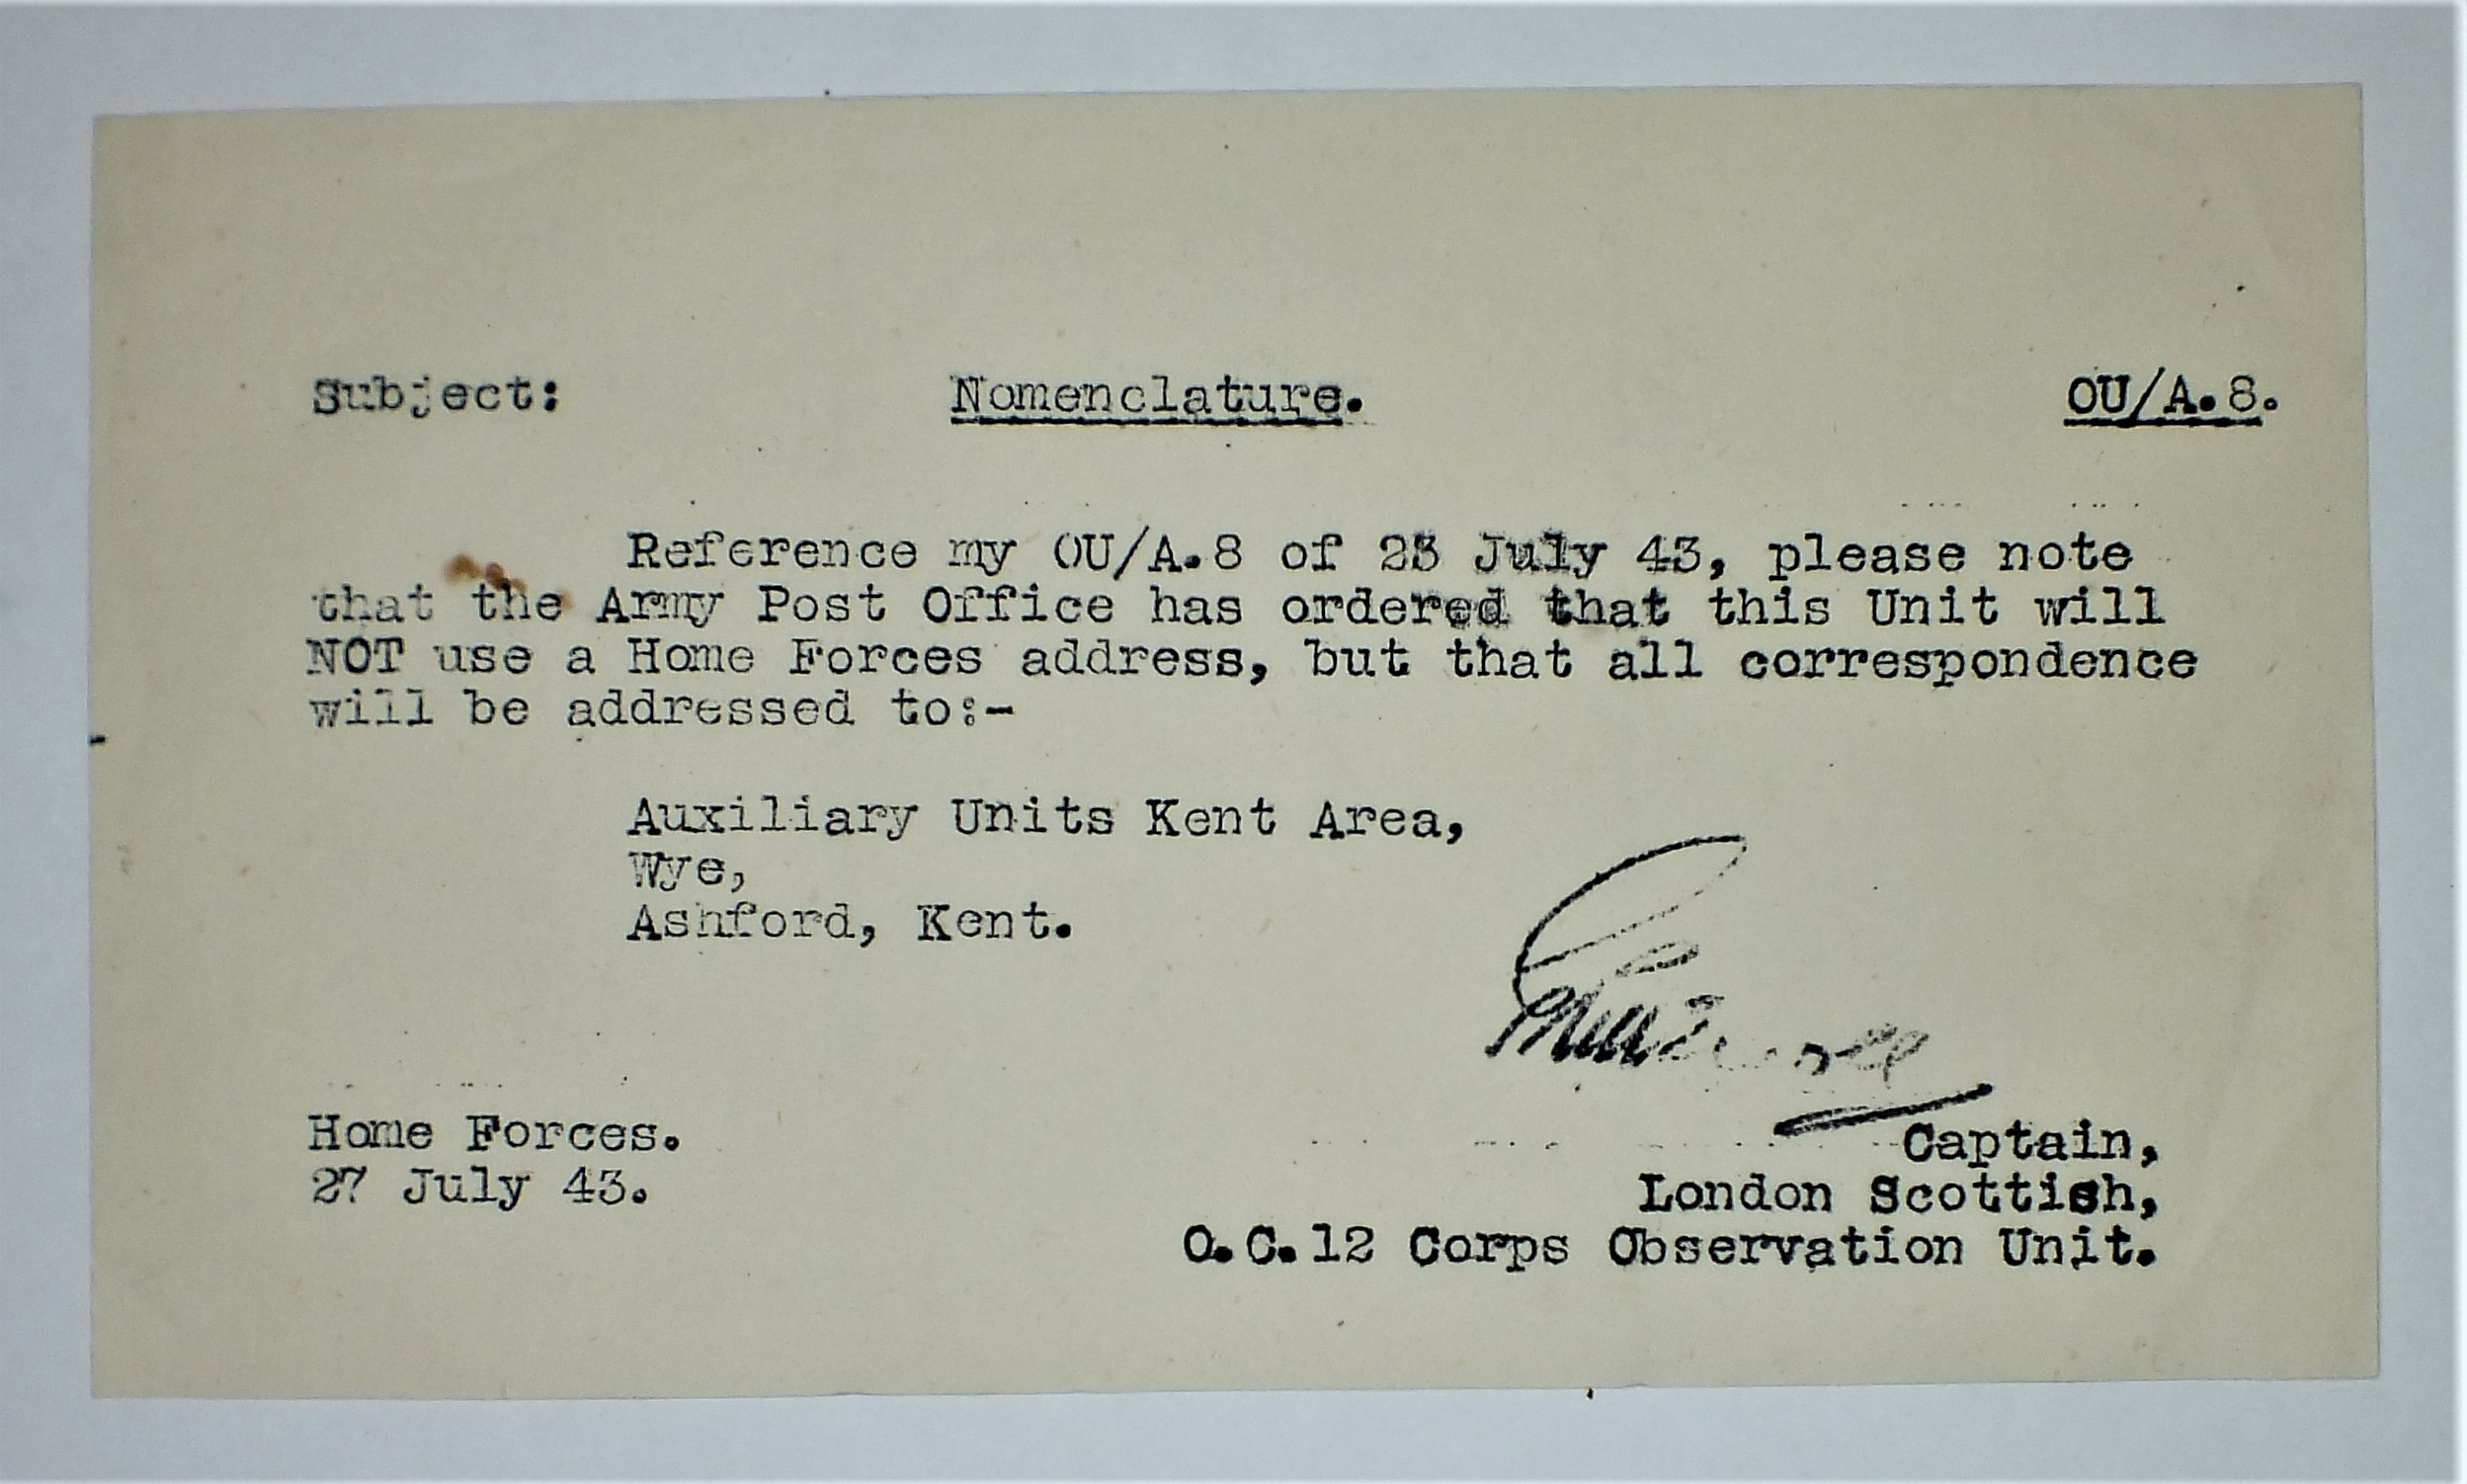 Subject: Nomenclature. OU/A.8.
Reference my OU/A.8 of July 43, please note
that the Army Post Office has ordered that this Unit will
NOT use a Home Forces address, but that all correspondence
will be addressed to:-
Auxiliary Units Kent Area,
Wye,
Ashford, Kent.
Home Forces.
27 July 43.
Captain,
London Scottish,
O.C.12 Corps Observation Unit.